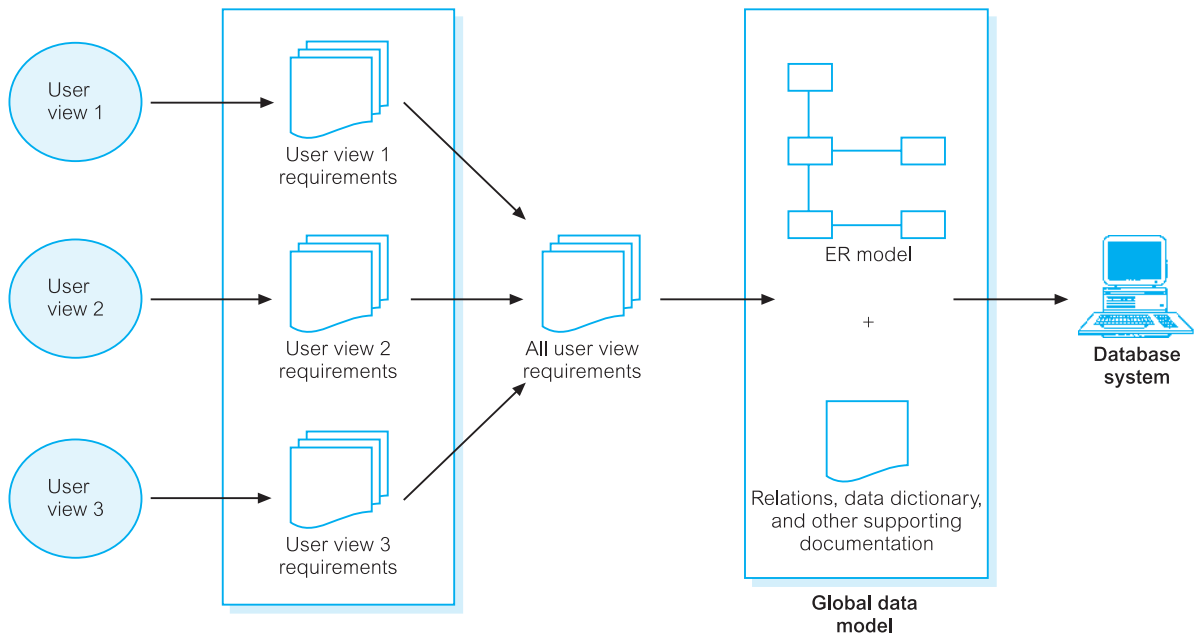 User
view 1
User view 1
requirements
User
view 2
User view 2
requirements
User
view 3
User view 3
requirements
All user view
requirements
ER model
+
Relations, data dictionary,
and other supporting
documentation
Global data
model
Database
system